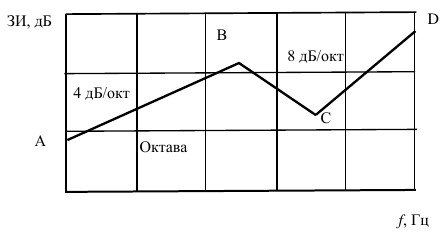 ЗИ, дБ
D
B
8 дБ/окт
4 дБ/окт
C
A
Октава
f, Гц